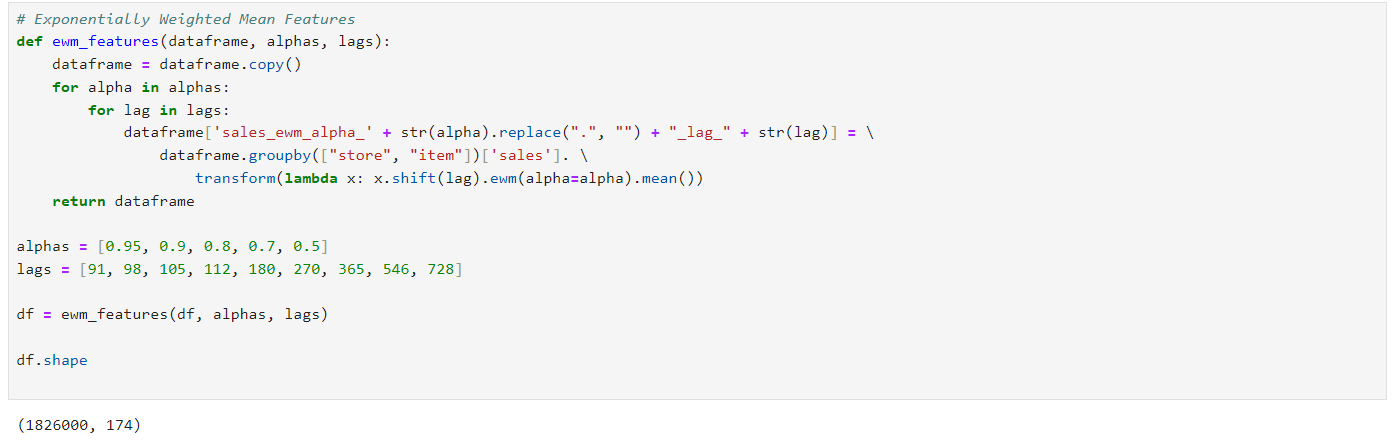 # Exponentially Weighted Mean Features
def ewm_features(dataframe, alphas, lags):
    dataframe = dataframe.copy()
    for alpha in alphas:
        for lag in lags:
            dataframe['sales_ewm_alpha_' + str(alpha).replace(".", "") + "_lag_" + str(lag)] = \
                dataframe.groupby(["store", "item"])['sales']. \
                    transform(lambda x: x.shift(lag).ewm(alpha=alpha).mean())
    return dataframe
alphas = [0.95, 0.9, 0.8, 0.7, 0.5]
lags = [91, 98, 105, 112, 180, 270, 365, 546, 728]
df = ewm_features(df, alphas, lags)
df.shape
(1826000, 174)